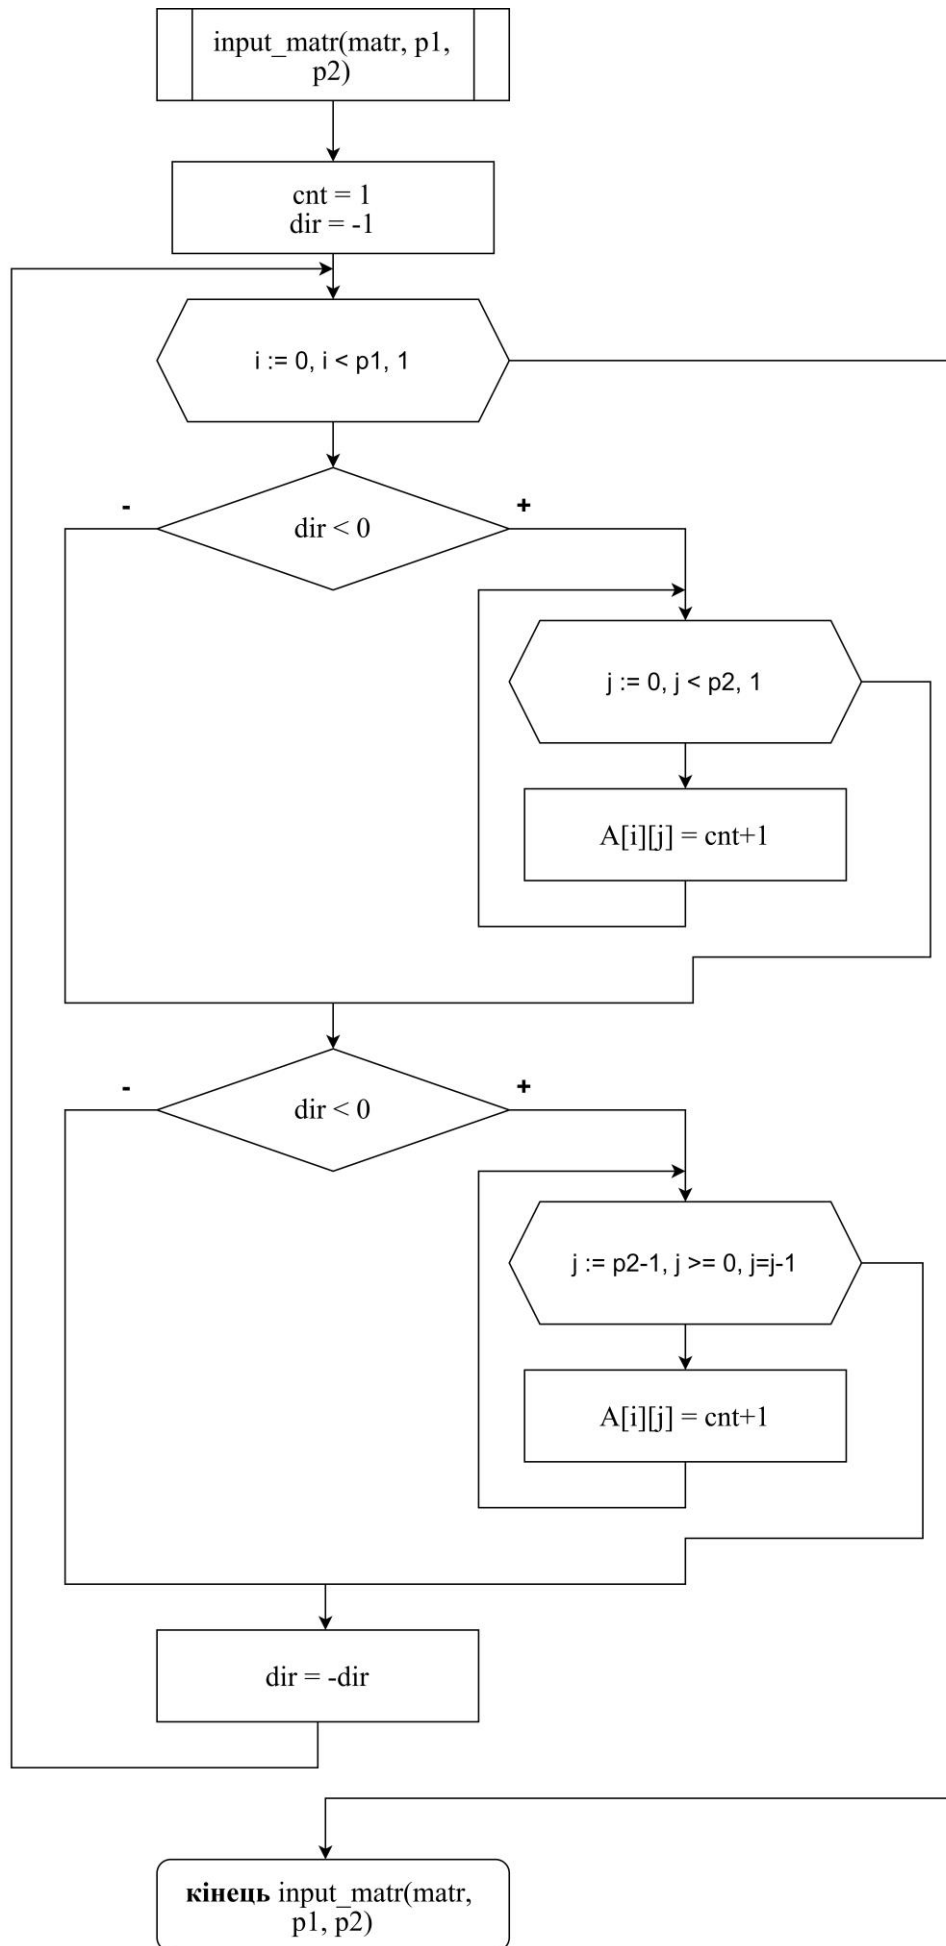 input_matr(matr, p1,
p2)
cnt = 1
dir = -1
i := 0, i < p1, 1
-
dir < 0
+
j := 0, j < p2, 1
A[i][j] = cnt+1
-
dir < 0
+
j := p2-1, j >= 0, j=j-1
A[i][j] = cnt+1
dir = -dir
кінець input_matr(matr,
p1, p2)